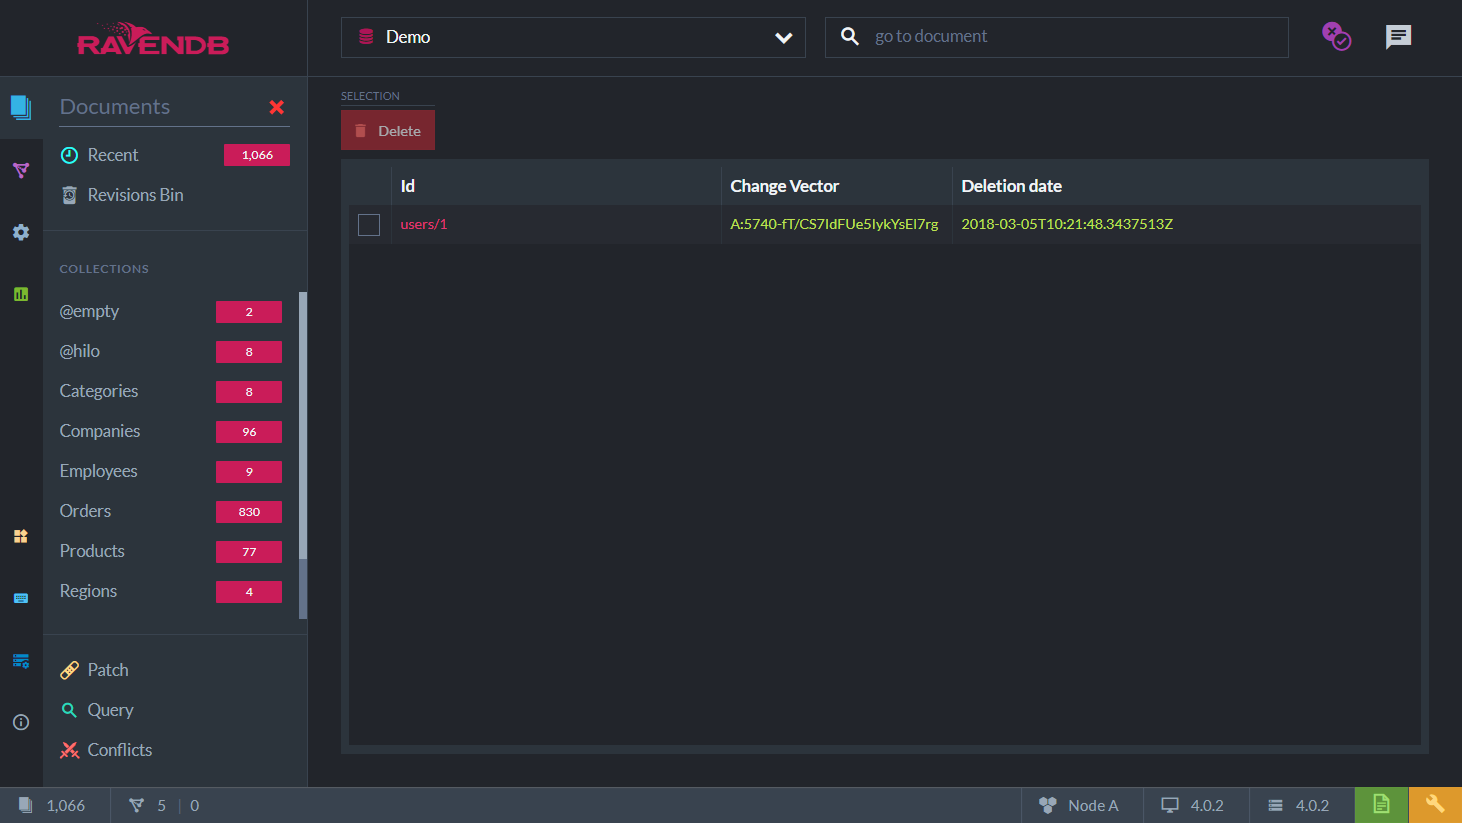 RAVENDB
Demo
go to document
Documents
Recent
1,066
Revisions Bin
COLLECTIONS
@empty
2
@hilo
8
Categories
8
Companies
96
Employees
9
Orders
830
Products
77
Regions
4
Patch
Query
Conflicts
SELECTION
Delete
Id
Change Vector
Deletion date
users/1
A:5740-fT/CS7IdFUe5IykYsEl7rg
2018-03-05T10:21:48.3437513Z
1,066
5 | 0
Node A
4.0.2
4.0.2